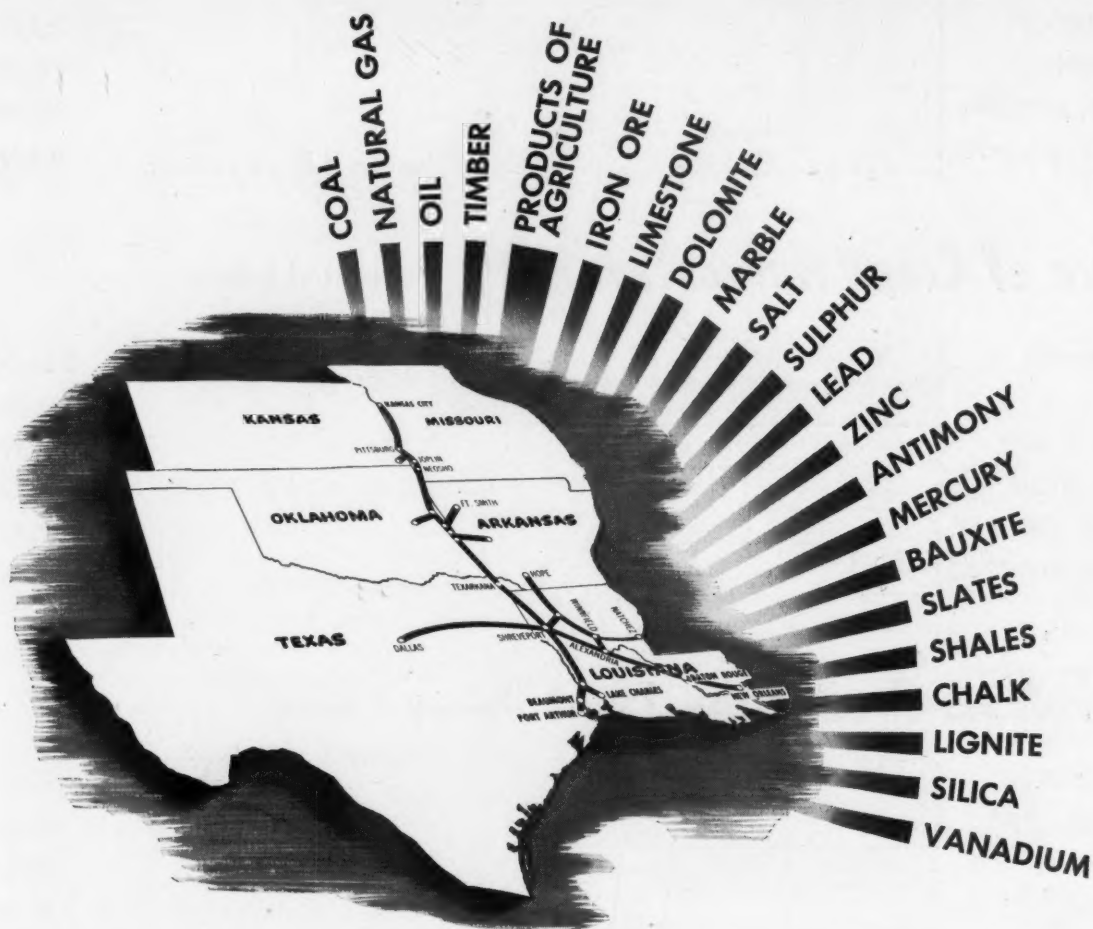 COAL
NATURAL GAS
OIL
TIMBER
PRODUCTS OF
AGRICULTURE
IRON ORE
LIMESTONE
DOLOMITE
MARBLE
SALT
SULPHUR
LEAD
ZINC
ANTIMONY
MERCURY
BAUXITE
SLATES
SHALES
CHALK
LIGNITE
SILICA
VANADIUM
KANSAS
KANSAS CITY
MISSOURI
PITTSBURG
JOPLIN
NEOSHO
OKLAHOMA
FT. SMITH
ARKANSAS
HOPE
TEXARKANA
WINNFIELD
NATCHEZ
TEXAS
DALLAS
SHREVEPORT
ALEXANDRIA
LOUISIANA
BATON ROUGE
NEW ORLEANS
LAKE CHARLES
BEAUMONT
PORT ARTHUR